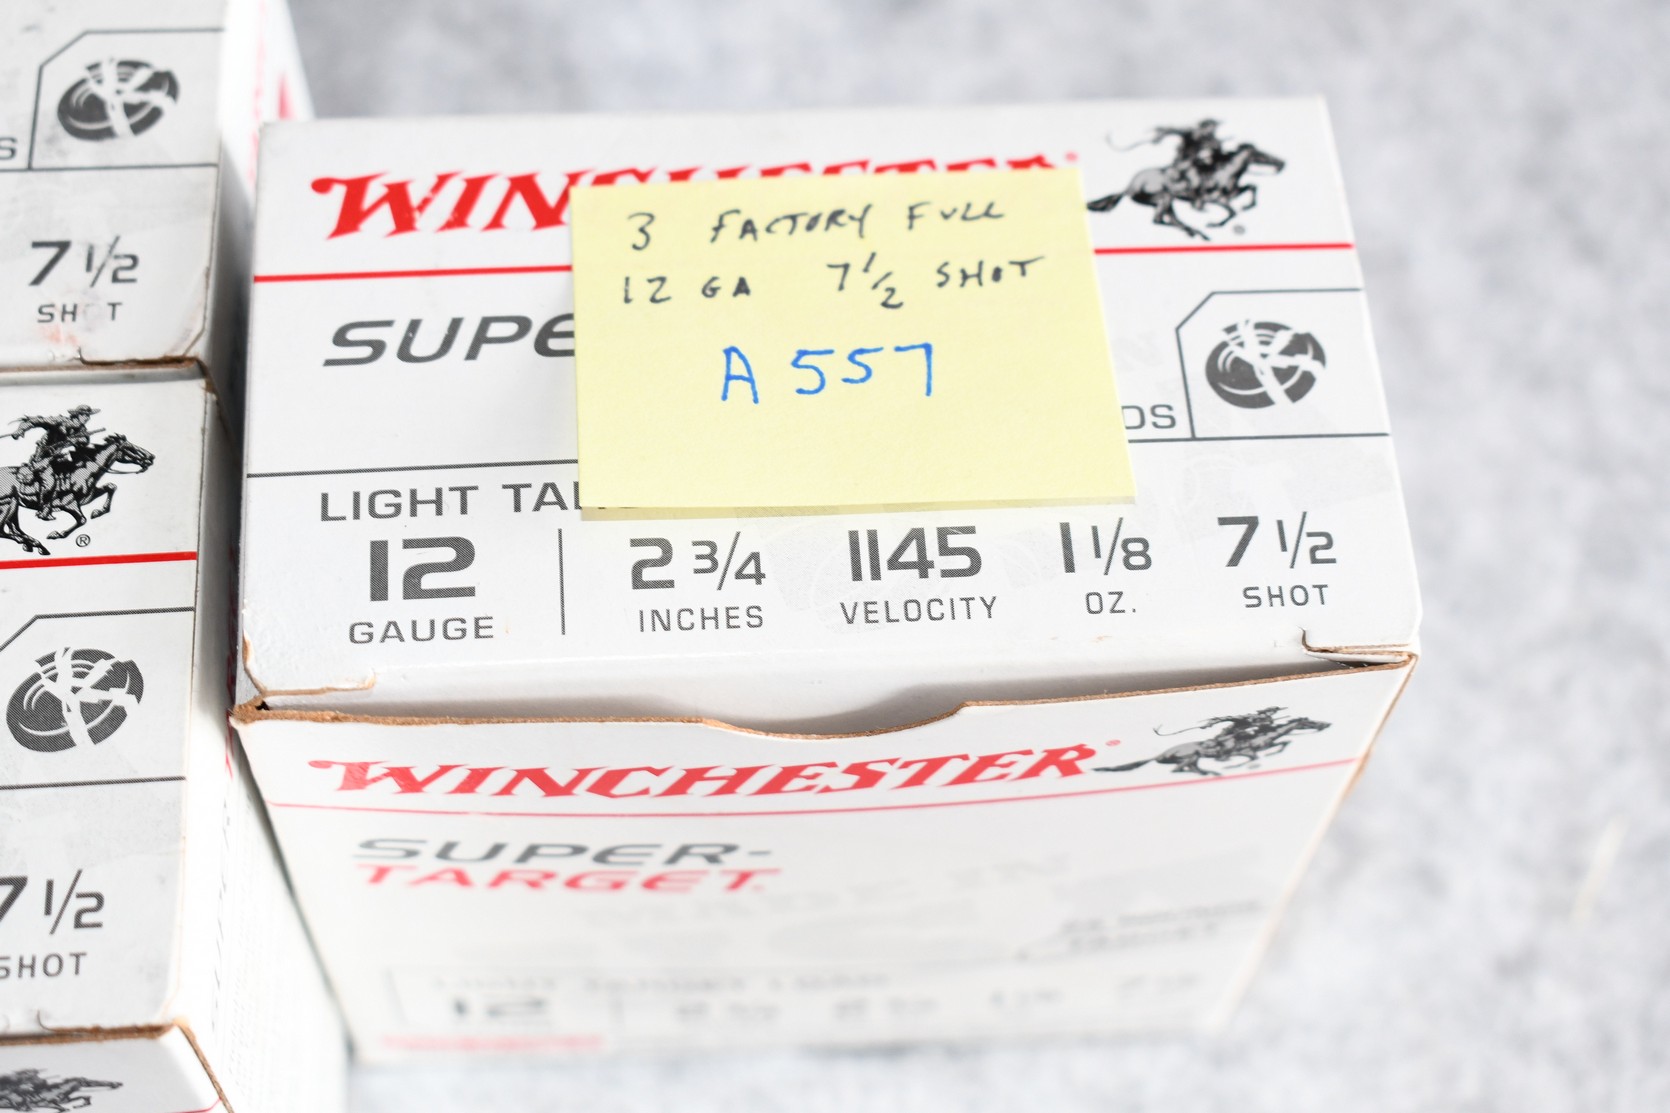 S
7 1/2
SHOT
®
7 1/2
SHOT
WINCHESTER
3 FACTORY FULL
12 GA 7 1/2 SHOT
A 557
SUPE
DS
LIGHT TA
12 GAUGE
2 3/4 INCHES
1145 VELOCITY
1 1/8 OZ.
7 1/2 SHOT
WINCHESTER®
SUPER-
TARGET
12